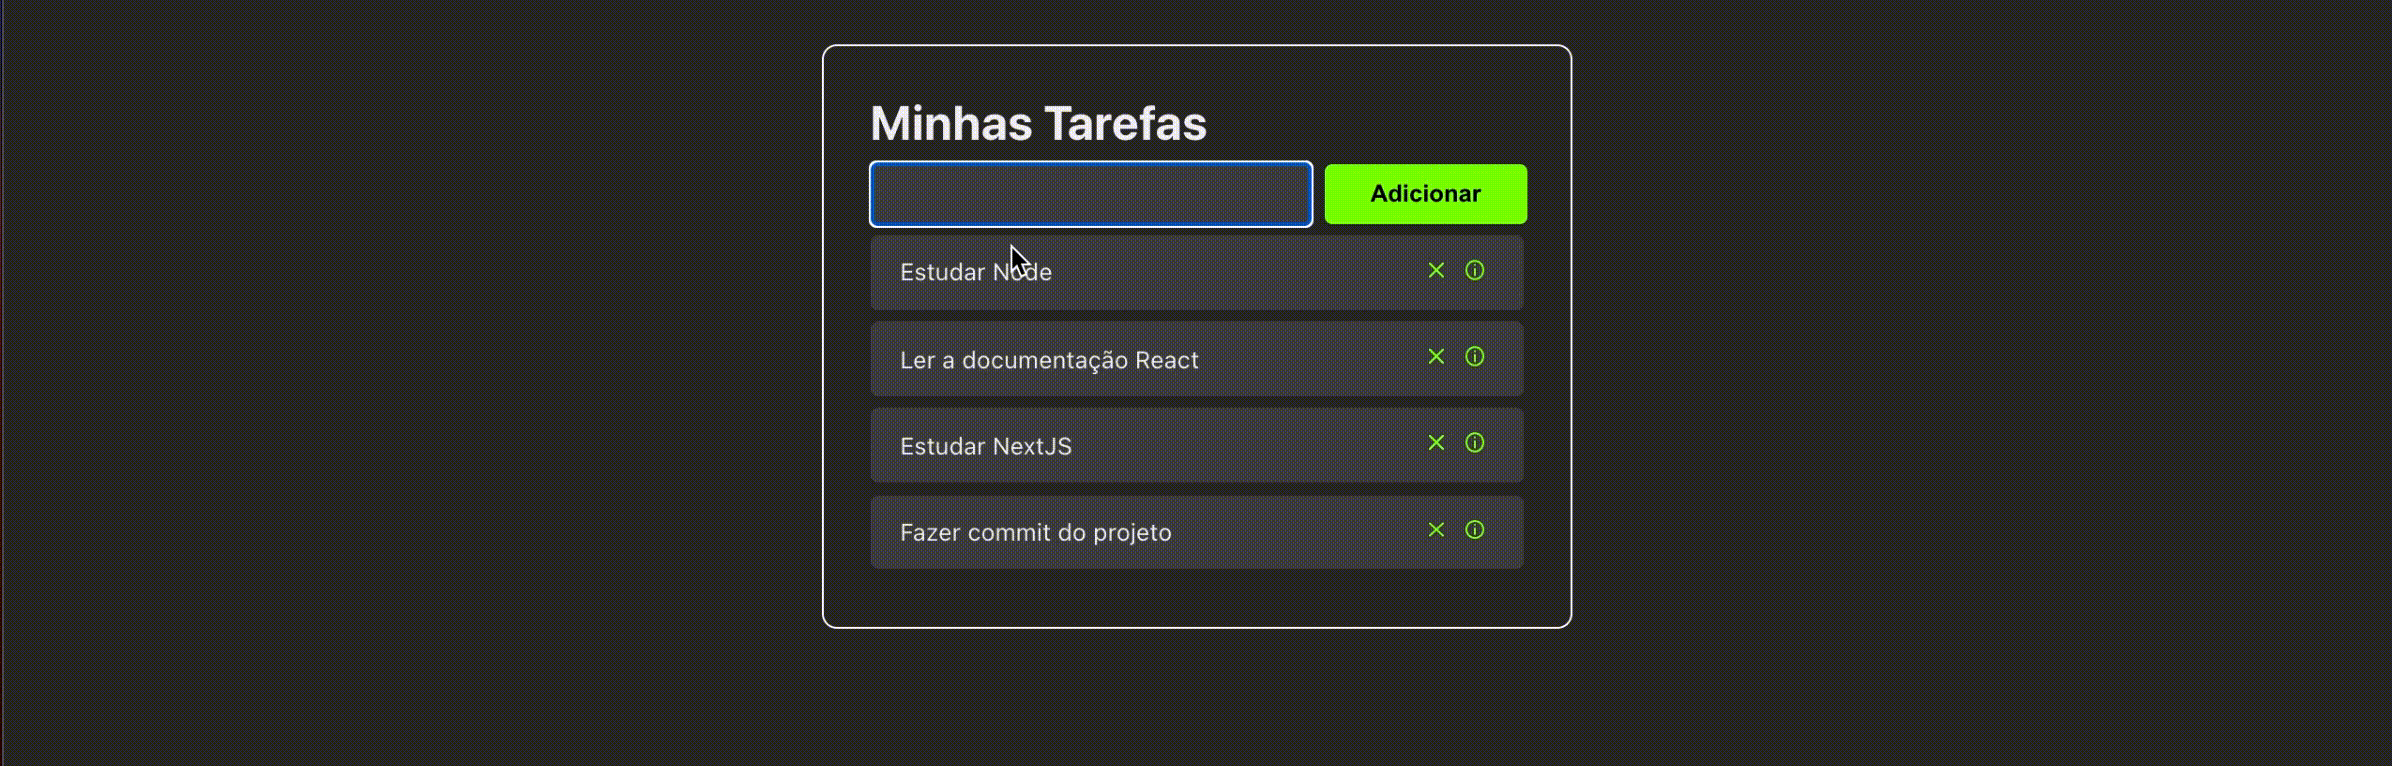 Minhas Tarefas
Adicionar
Estudar Node
Ler a documentação React
Estudar NextJS
Fazer commit do projeto